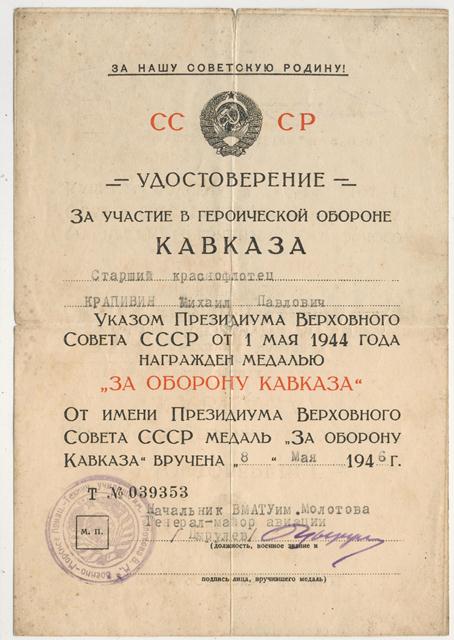 ЗА НАШУ СОВЕТСКУЮ РОДИНУ!
СС СР
УДОСТОВЕРЕНИЕ
ЗА УЧАСТИЕ В ГЕРОИЧЕСКОЙ ОБОРОНЕ
КАВКАЗА
Старший краснофлотец
КРАПИВИН Михаил Павлович
УКАЗОМ ПРЕЗИДИУМА ВЕРХОВНОГО
СОВЕТА СССР ОТ 1 МАЯ 1944 ГОДА
НАГРАЖДЕН МЕДАЛЬЮ
„ЗА ОБОРОНУ КАВКАЗА“
ОТ ИМЕНИ ПРЕЗИДИУМА ВЕРХОВНОГО
СОВЕТА СССР МЕДАЛЬ „ЗА ОБОРОНУ
КАВКАЗА“ ВРУЧЕНА „8“ Мая 1946 г.
Т № 039353
Начальник ВМАТУим.Молотова
Генерал-майор авиации
М. П.
(должность, военное звание и
подпись лица, вручившего медаль)